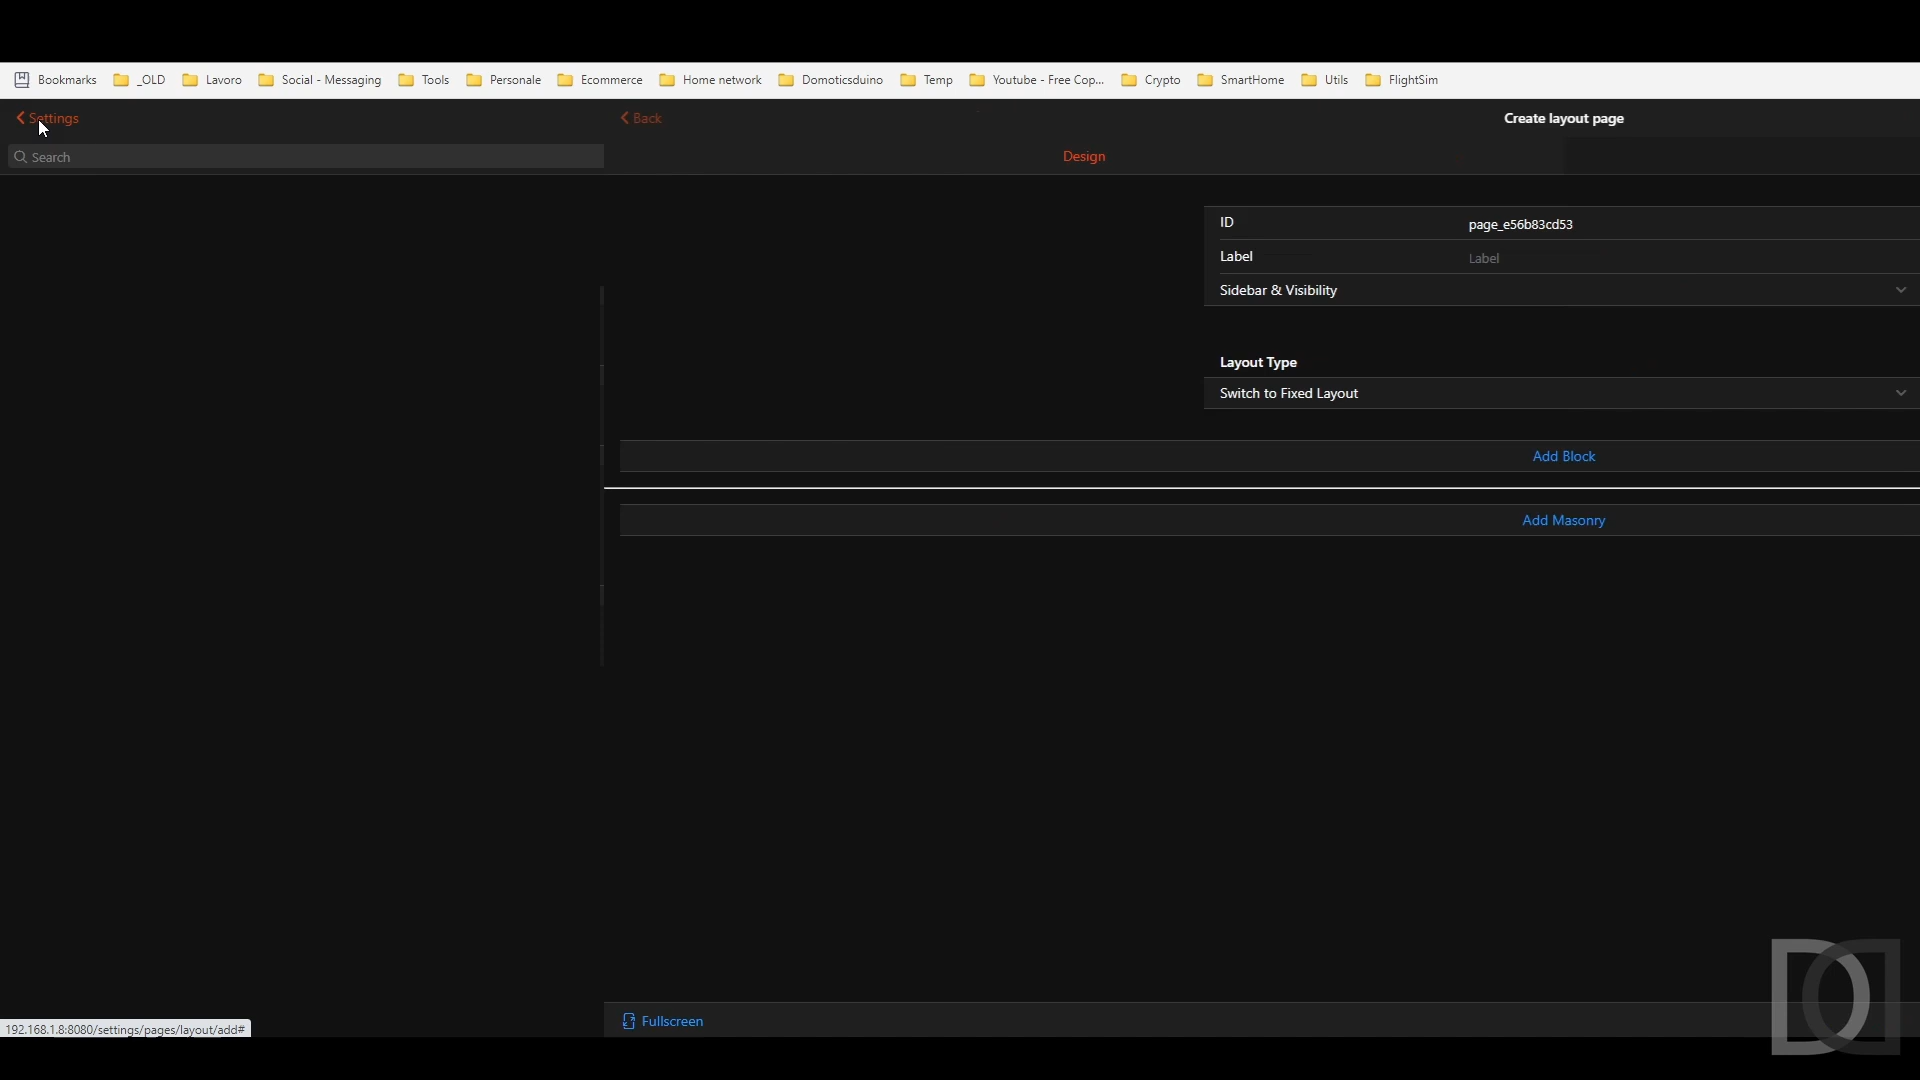 Bookmarks _OLD Lavoro Social - Messaging Tools Personale Ecommerce Home network Domoticsduino Temp Youtube - Free Cop... Crypto SmartHome Utils FlightSim
Settings Back Create layout page
Search Design
ID page_e56b83cd53
Label Label
Sidebar & Visibility
Layout Type
Switch to Fixed Layout
Add Block
Add Masonry
Fullscreen
192.168.1.8:8080/settings/pages/layout/add#